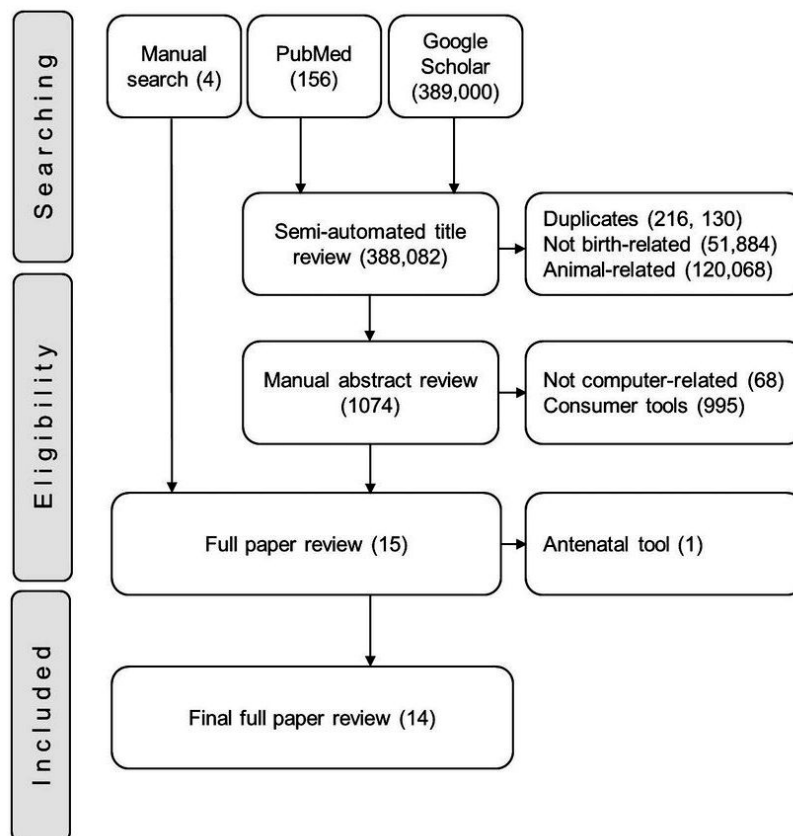 Searching
Manual
search (4)
PubMed
(156)
Google
Scholar
(389,000)
Semi-automated title
review (388,082)
Duplicates (216, 130)
Not birth-related (51,884)
Animal-related (120,068)
Eligibility
Manual abstract review
(1074)
Not computer-related (68)
Consumer tools (995)
Full paper review (15)
Antenatal tool (1)
Included
Final full paper review (14)